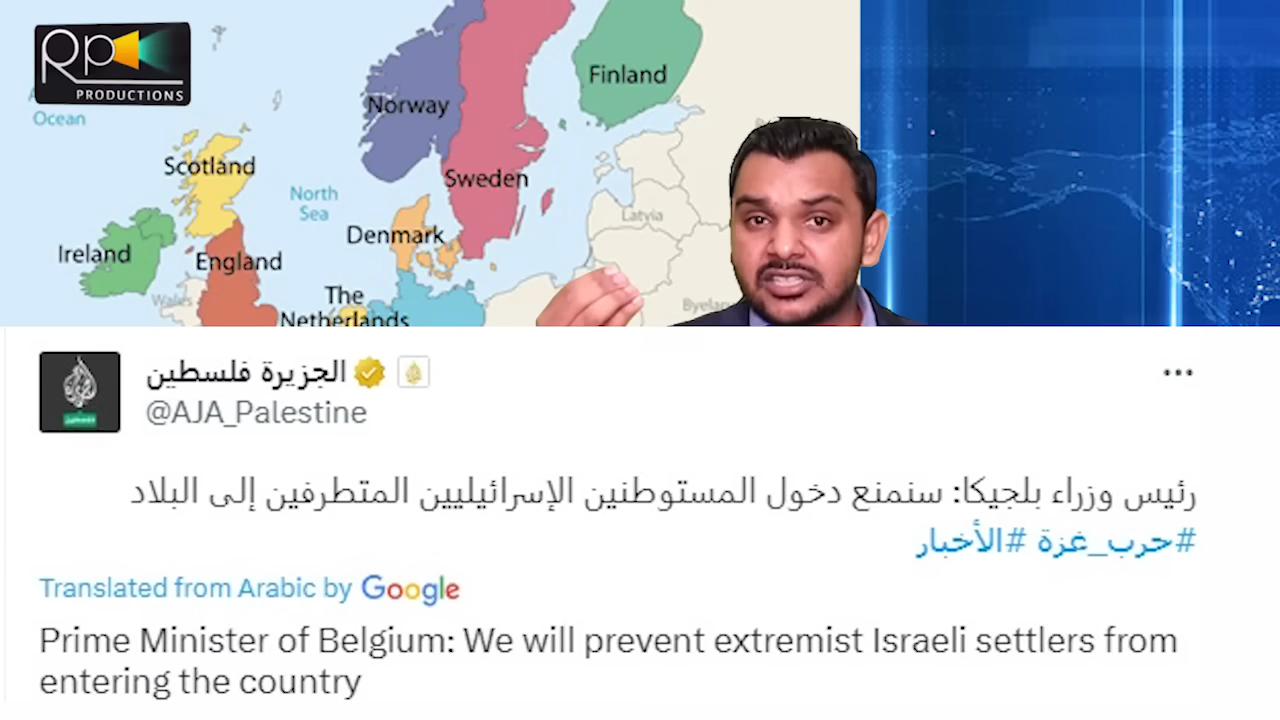 Rp
PRODUCTIONS
Ocean
Norway
Finland
Scotland
Sweden
North
Sea
Latvia
Denmark
Ireland
England
Wales
The
Netherlands
الجزيرة فلسطين
@AJA_Palestine
رئيس وزراء بلجيكا: سنمنع دخول المستوطنين الإسرائيليين المتطرفين إلى البلاد
#حرب_غزة #الأخبار
Translated from Arabic by Google
Prime Minister of Belgium: We will prevent extremist Israeli settlers from
entering the country